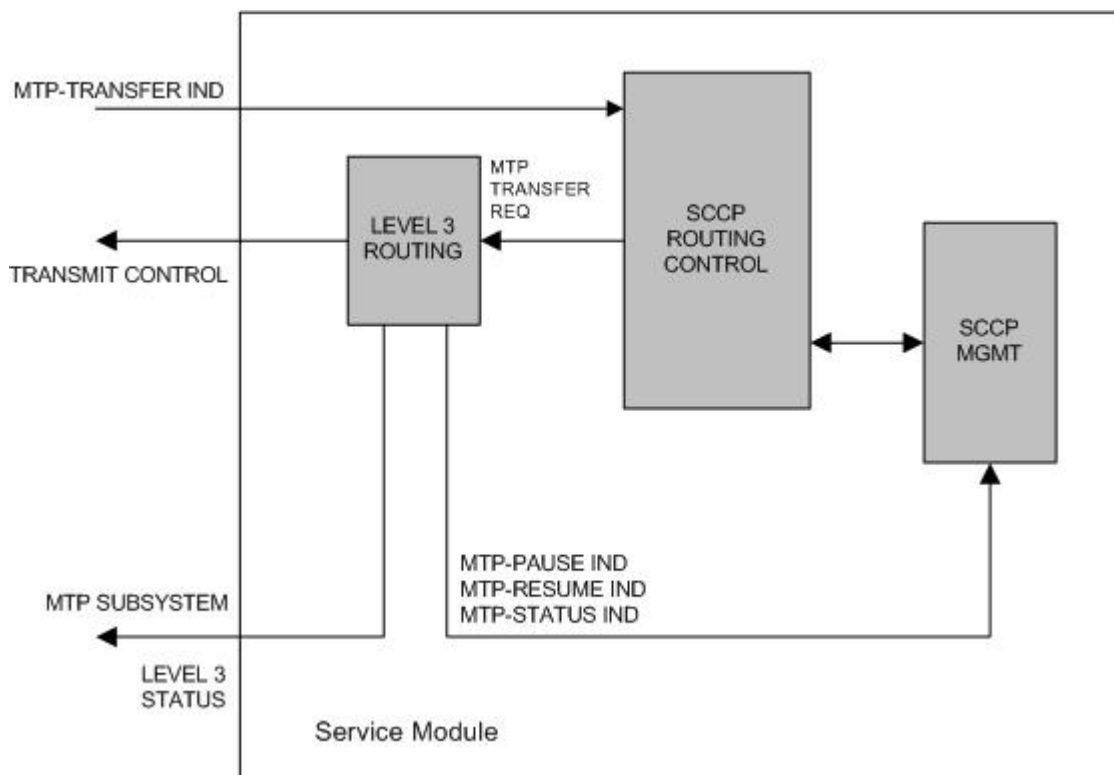 MTP-TRANSFER IND
MTP
TRANSFER
REQ
LEVEL 3
ROUTING
SCCP
ROUTING
CONTROL
TRANSMIT CONTROL
SCCP
MGMT
MTP-PAUSE IND
MTP-RESUME IND
MTP-STATUS IND
MTP SUBSYSTEM
LEVEL 3
STATUS
Service Module